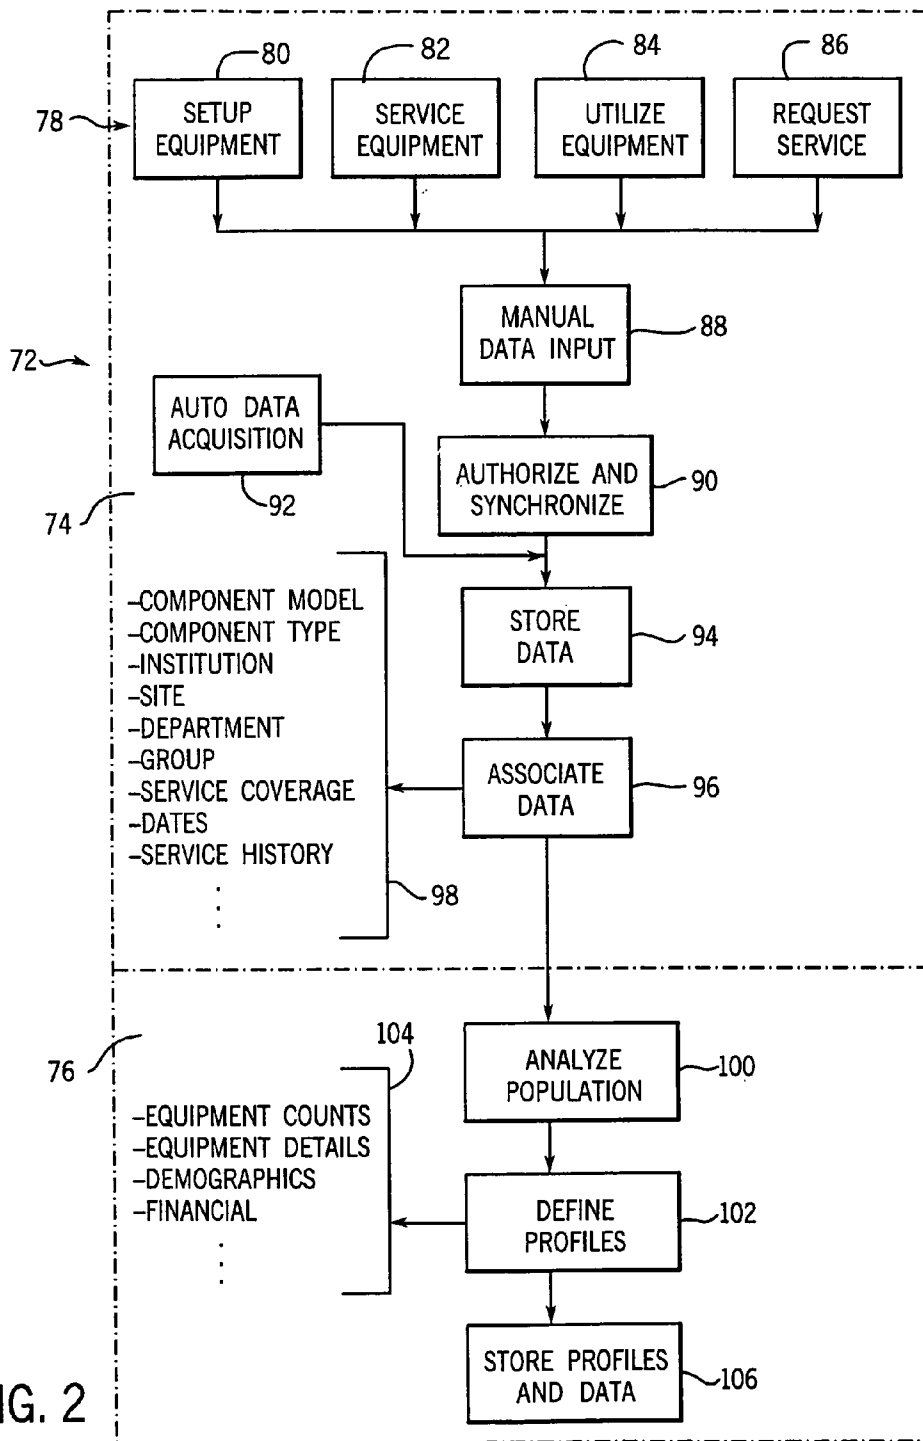 80
82
84
86
78
SETUP
EQUIPMENT
SERVICE
EQUIPMENT
UTILIZE
EQUIPMENT
REQUEST
SERVICE
MANUAL
DATA INPUT
88
72
AUTO DATA
ACQUISITION
92
AUTHORIZE AND
SYNCHRONIZE
90
74
-COMPONENT MODEL
-COMPONENT TYPE
-INSTITUTION
-SITE
-DEPARTMENT
-GROUP
-SERVICE COVERAGE
-DATES
-SERVICE HISTORY
.
.
.
98
STORE
DATA
94
ASSOCIATE
DATA
96
76
104
-EQUIPMENT COUNTS
-EQUIPMENT DETAILS
-DEMOGRAPHICS
-FINANCIAL
.
.
.
ANALYZE
POPULATION
100
DEFINE
PROFILES
102
STORE PROFILES
AND DATA
106
IG. 2